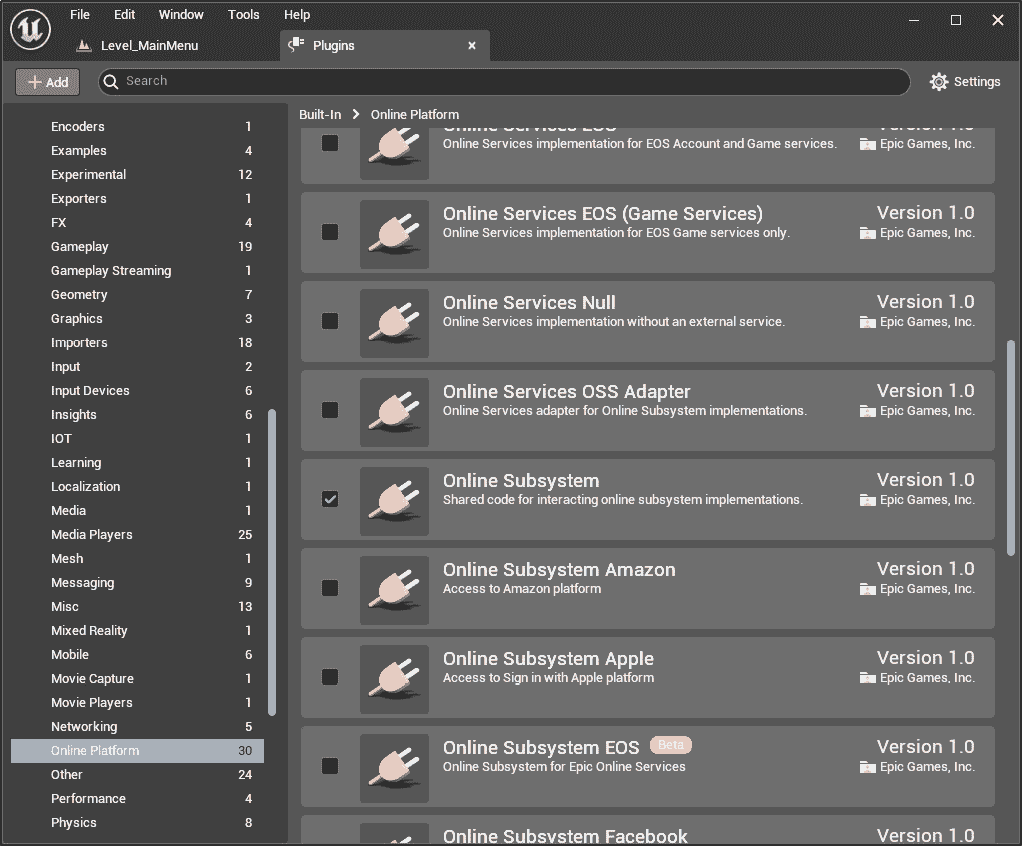 File Edit Window Tools Help
Level_MainMenu
Plugins
Add
Search
Settings
Encoders 1
Examples 4
Experimental 12
Exporters 1
FX 4
Gameplay 19
Gameplay Streaming 1
Geometry 7
Graphics 3
Importers 18
Input 2
Input Devices 6
Insights 6
IOT 1
Learning 1
Localization 1
Media 1
Media Players 25
Mesh 1
Messaging 9
Misc 13
Mixed Reality 1
Mobile 6
Movie Capture 1
Movie Players 1
Networking 5
Online Platform 30
Other 24
Performance 4
Physics 8
Built-In > Online Platform
Online Services EOS Version 1.0
Online Services implementation for EOS Account and Game services. Epic Games, Inc.
Online Services EOS (Game Services) Version 1.0
Online Services implementation for EOS Game services only. Epic Games, Inc.
Online Services Null Version 1.0
Online Services implementation without an external service. Epic Games, Inc.
Online Services OSS Adapter Version 1.0
Online Services adapter for Online Subsystem implementations. Epic Games, Inc.
Online Subsystem Version 1.0
Shared code for interacting online subsystem implementations. Epic Games, Inc.
Online Subsystem Amazon Version 1.0
Access to Amazon platform Epic Games, Inc.
Online Subsystem Apple Version 1.0
Access to Sign in with Apple platform Epic Games, Inc.
Online Subsystem EOS Beta Version 1.0
Online Subsystem for Epic Online Services Epic Games, Inc.
Online Subsystem Facebook Version 1.0